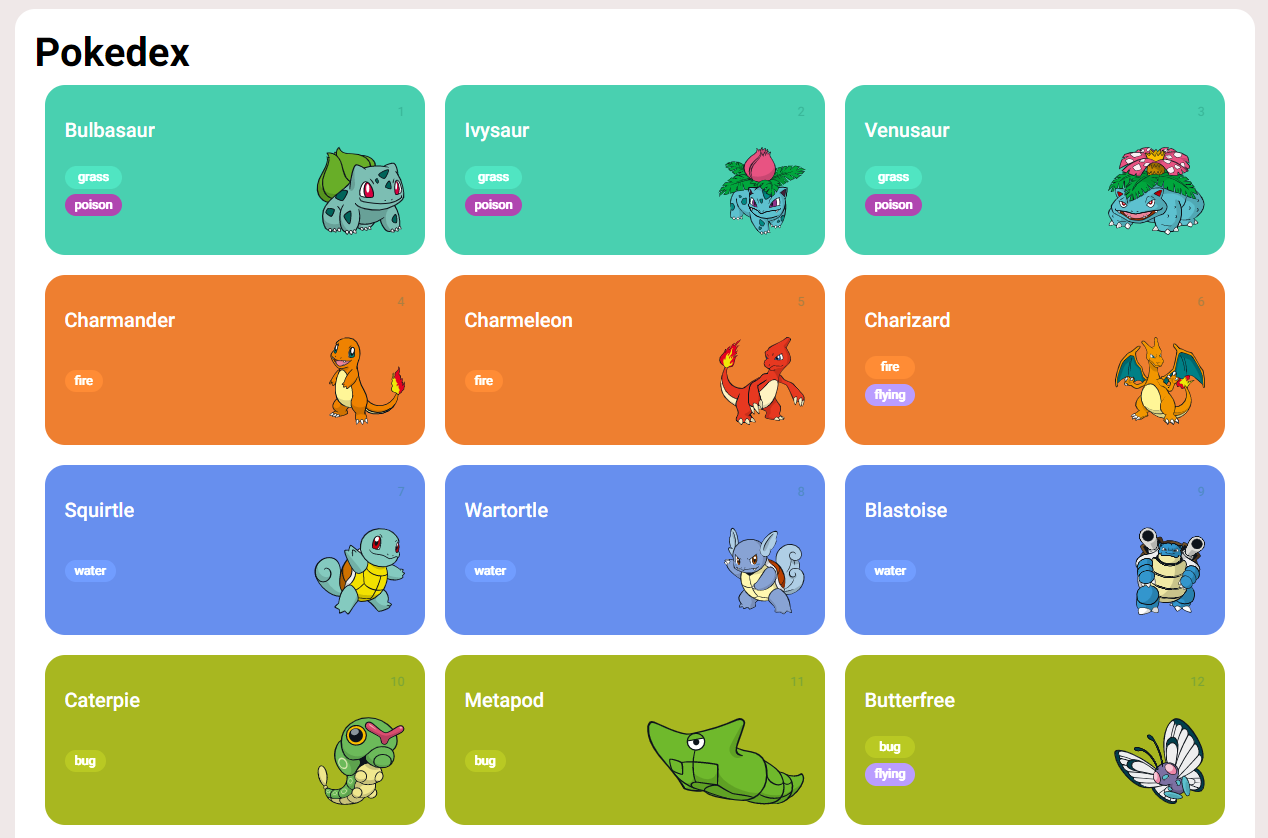 Pokedex
1
Bulbasaur
grass
poison
2
Ivysaur
grass
poison
3
Venusaur
grass
poison
4
Charmander
fire
5
Charmeleon
fire
6
Charizard
fire
flying
7
Squirtle
water
8
Wartortle
water
9
Blastoise
water
10
Caterpie
bug
11
Metapod
bug
12
Butterfree
bug
flying